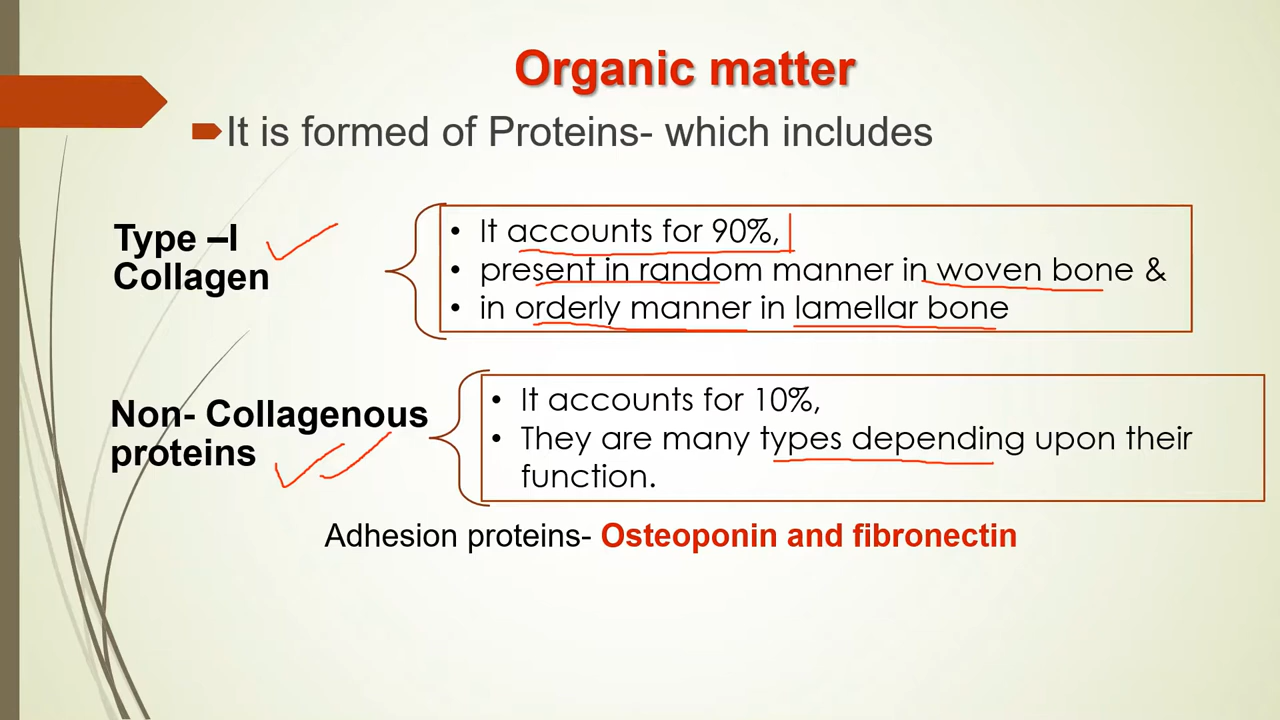 Organic matter
It is formed of Proteins- which includes
Type –I
Collagen
• It accounts for 90%,
• present in random manner in woven bone &
• in orderly manner in lamellar bone
Non- Collagenous
proteins
• It accounts for 10%,
• They are many types depending upon their
function.
Adhesion proteins- Osteoponin and fibronectin